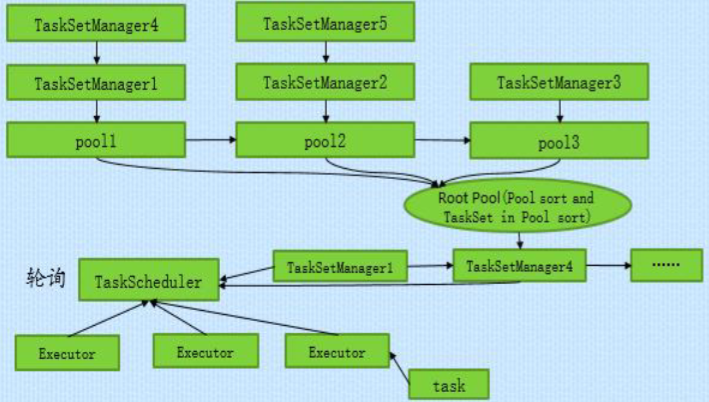 TaskSetManager4
TaskSetManager5
TaskSetManager1
TaskSetManager2
TaskSetManager3
pool1
pool2
pool3
Root Pool(Pool sort and
TaskSet in Pool sort)
轮询
TaskScheduler
TaskSetManager1
TaskSetManager4
······
Executor
Executor
Executor
task